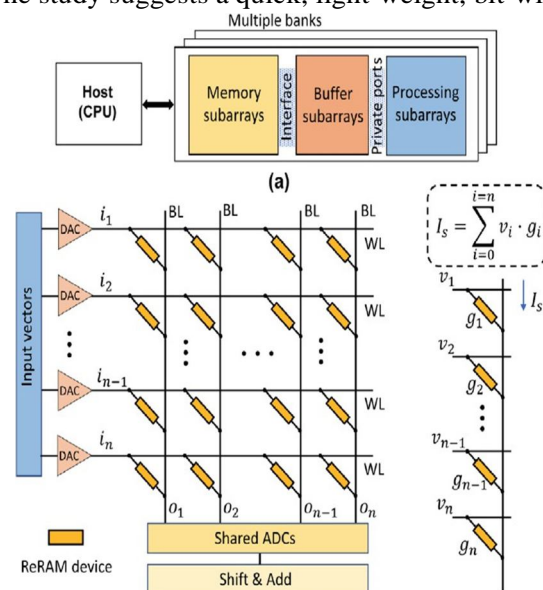 Multiple banks
Host
(CPU)
Memory
subarrays
Interface
Buffer
subarrays
Private ports
Processing
subarrays
(a)
Input vectors
DAC
i₁
BL
BL
BL
BL
WL
DAC
i₂
WL
DAC
iₙ₋₁
WL
DAC
iₙ
WL
o₁
o₂
oₙ₋₁
oₙ
Shared ADCs
Shift & Add
ReRAM device
Iₛ = ∑ᵢ₌₀ⁱ⁼ⁿ vᵢ · gᵢ
v₁
Iₛ
g₁
v₂
g₂
vₙ₋₁
gₙ₋₁
vₙ
gₙ